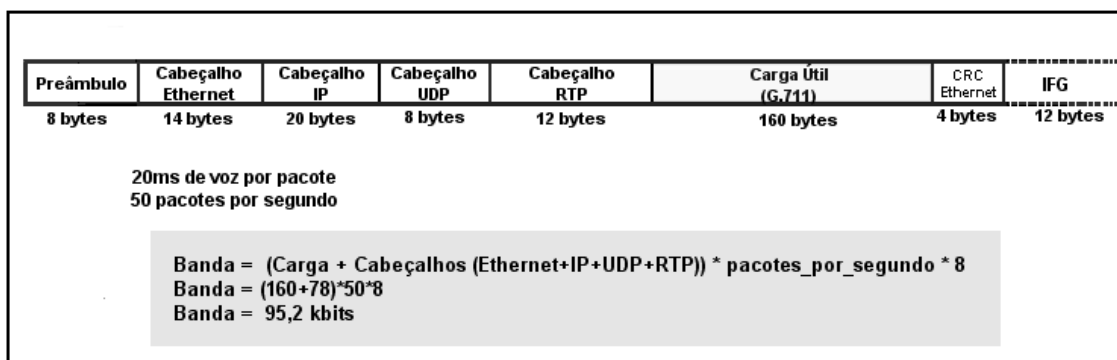 Preâmbulo Cabeçalho Cabeçalho Cabeçalho Cabeçalho Carga Útil CRC IFG
Ethernet IP UDP RTP (G.711) Ethernet
8 bytes 14 bytes 20 bytes 8 bytes 12 bytes 160 bytes 4 bytes 12 bytes
20ms de voz por pacote
50 pacotes por segundo
Banda = (Carga + Cabeçalhos (Ethernet+IP+UDP+RTP)) * pacotes_por_segundo * 8
Banda = (160+78)*50*8
Banda = 95,2 kbits